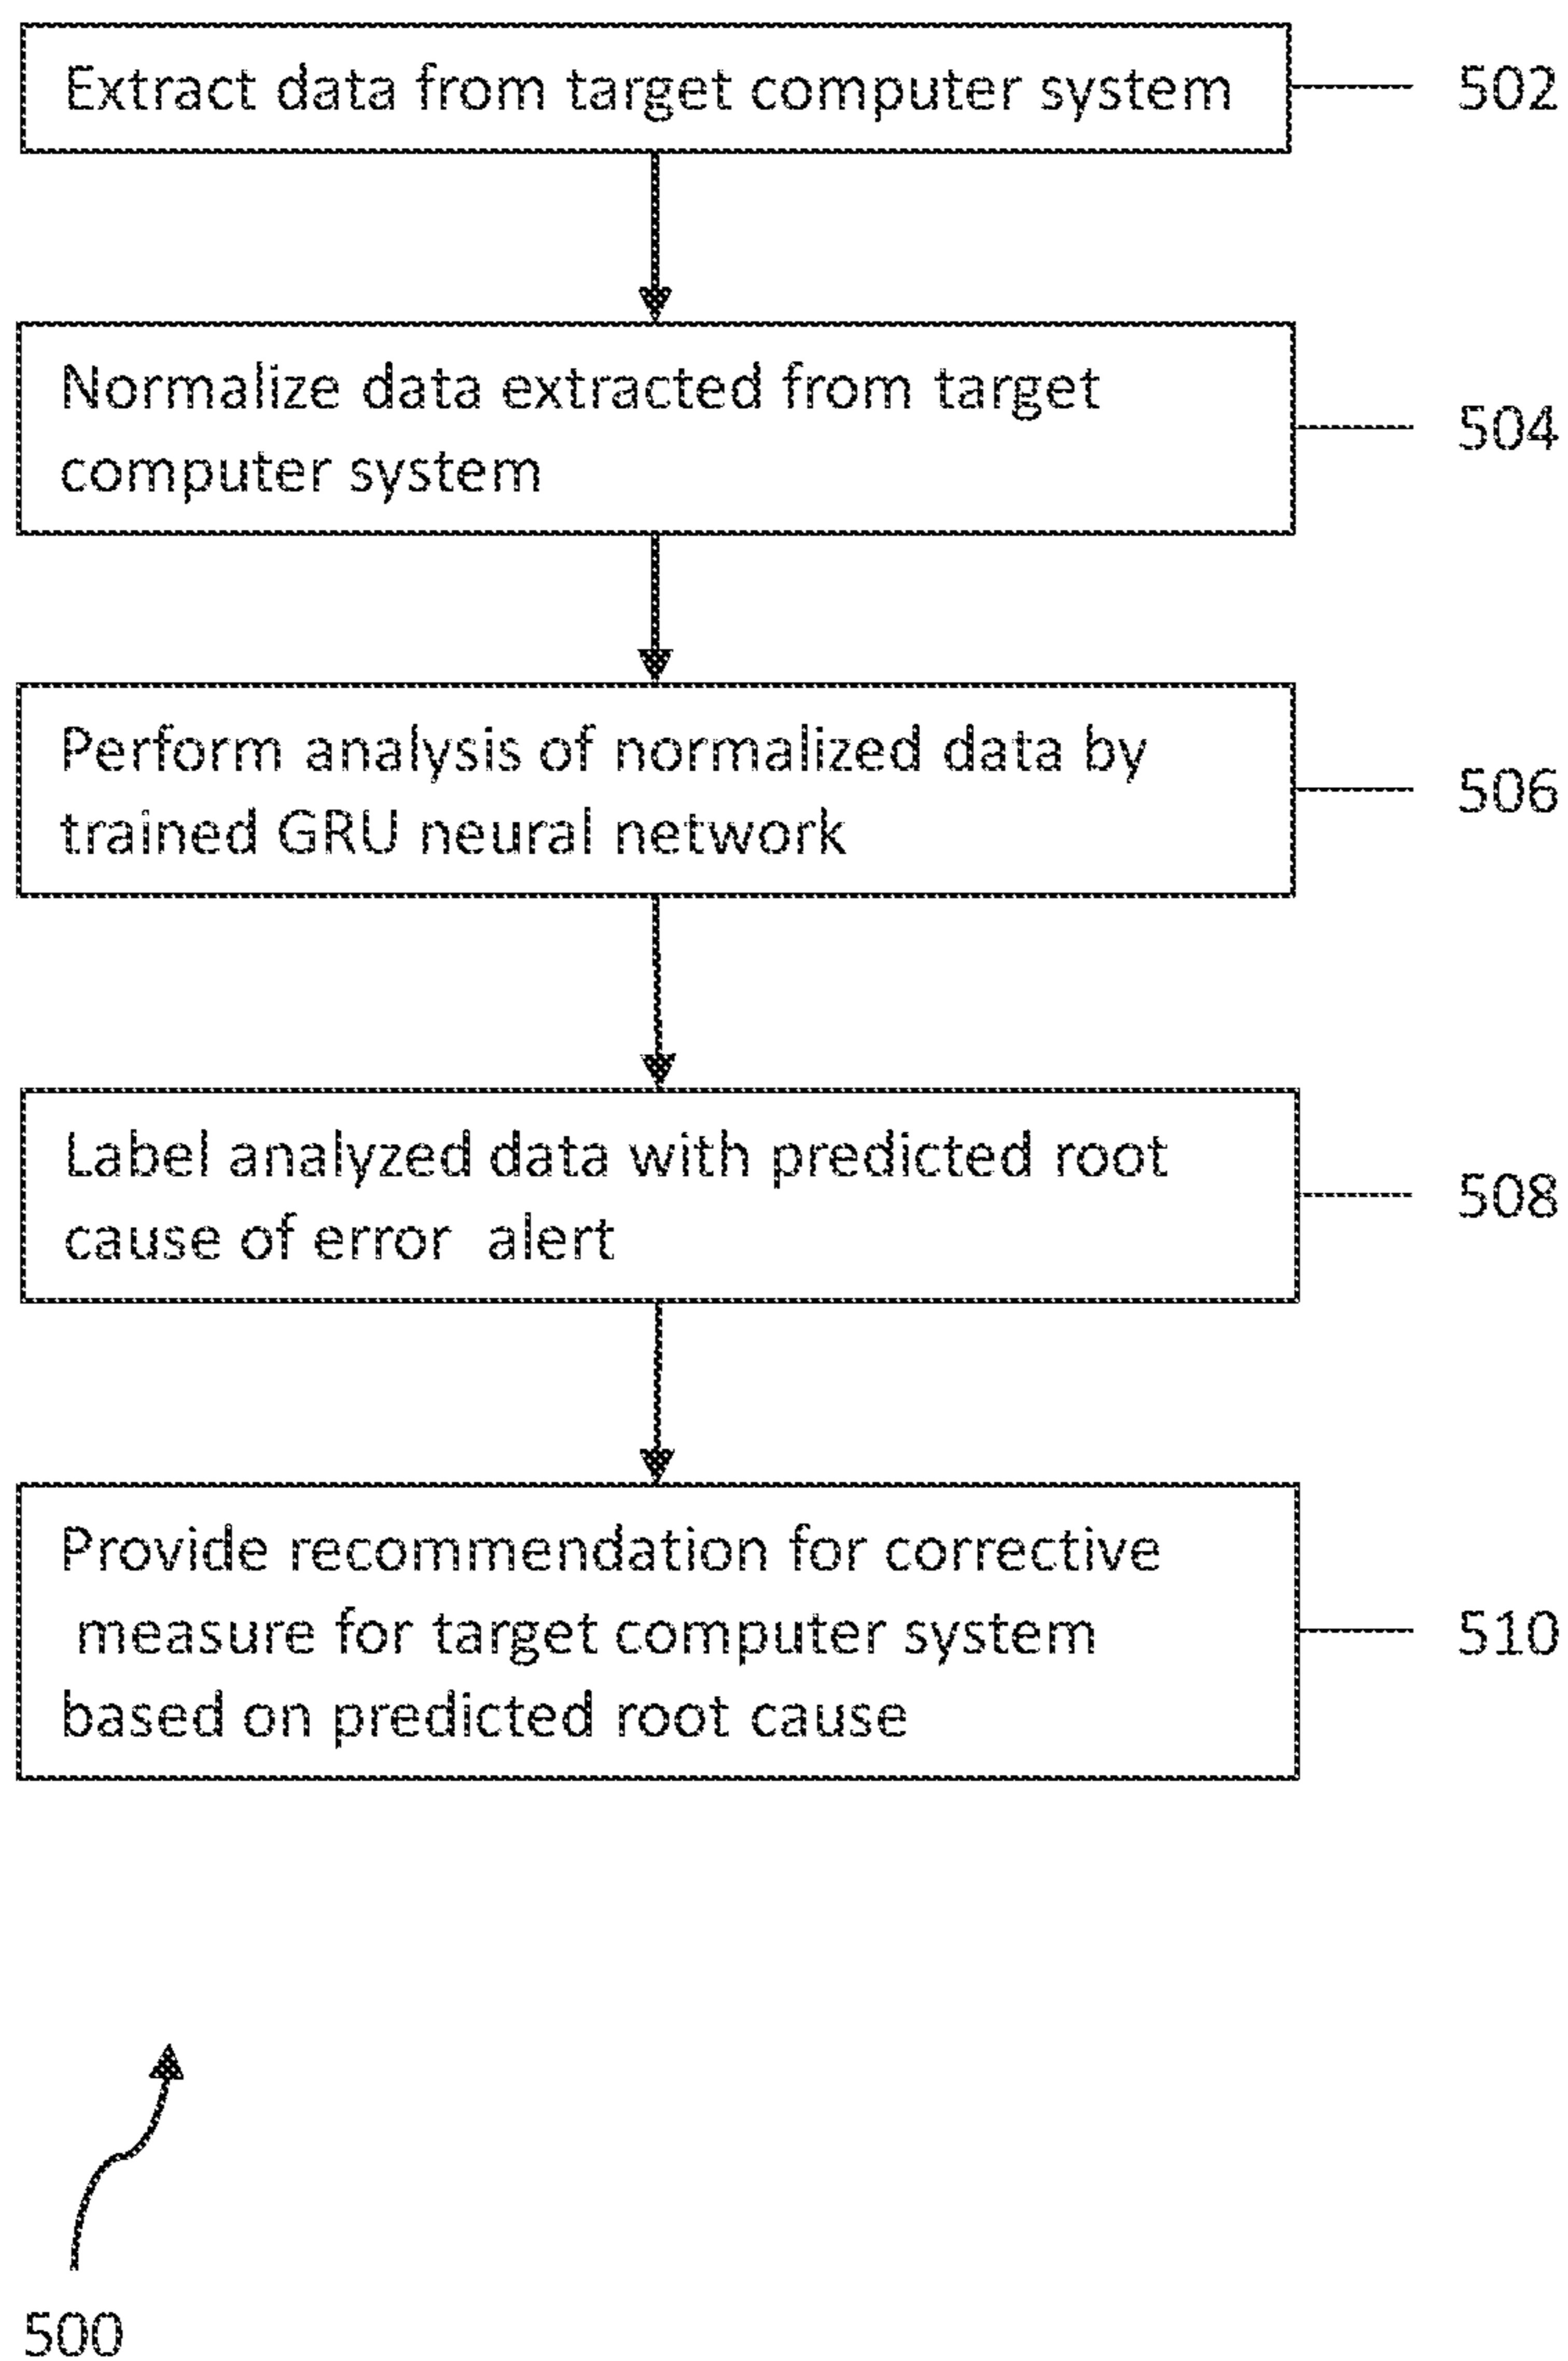 Extract data from target computer system
502
Normalize data extracted from target
computer system
504
Perform analysis of normalized data by
trained GRU neural network
506
Label analyzed data with predicted root
cause of error alert
508
Provide recommendation for corrective
measure for target computer system
based on predicted root cause
510
500